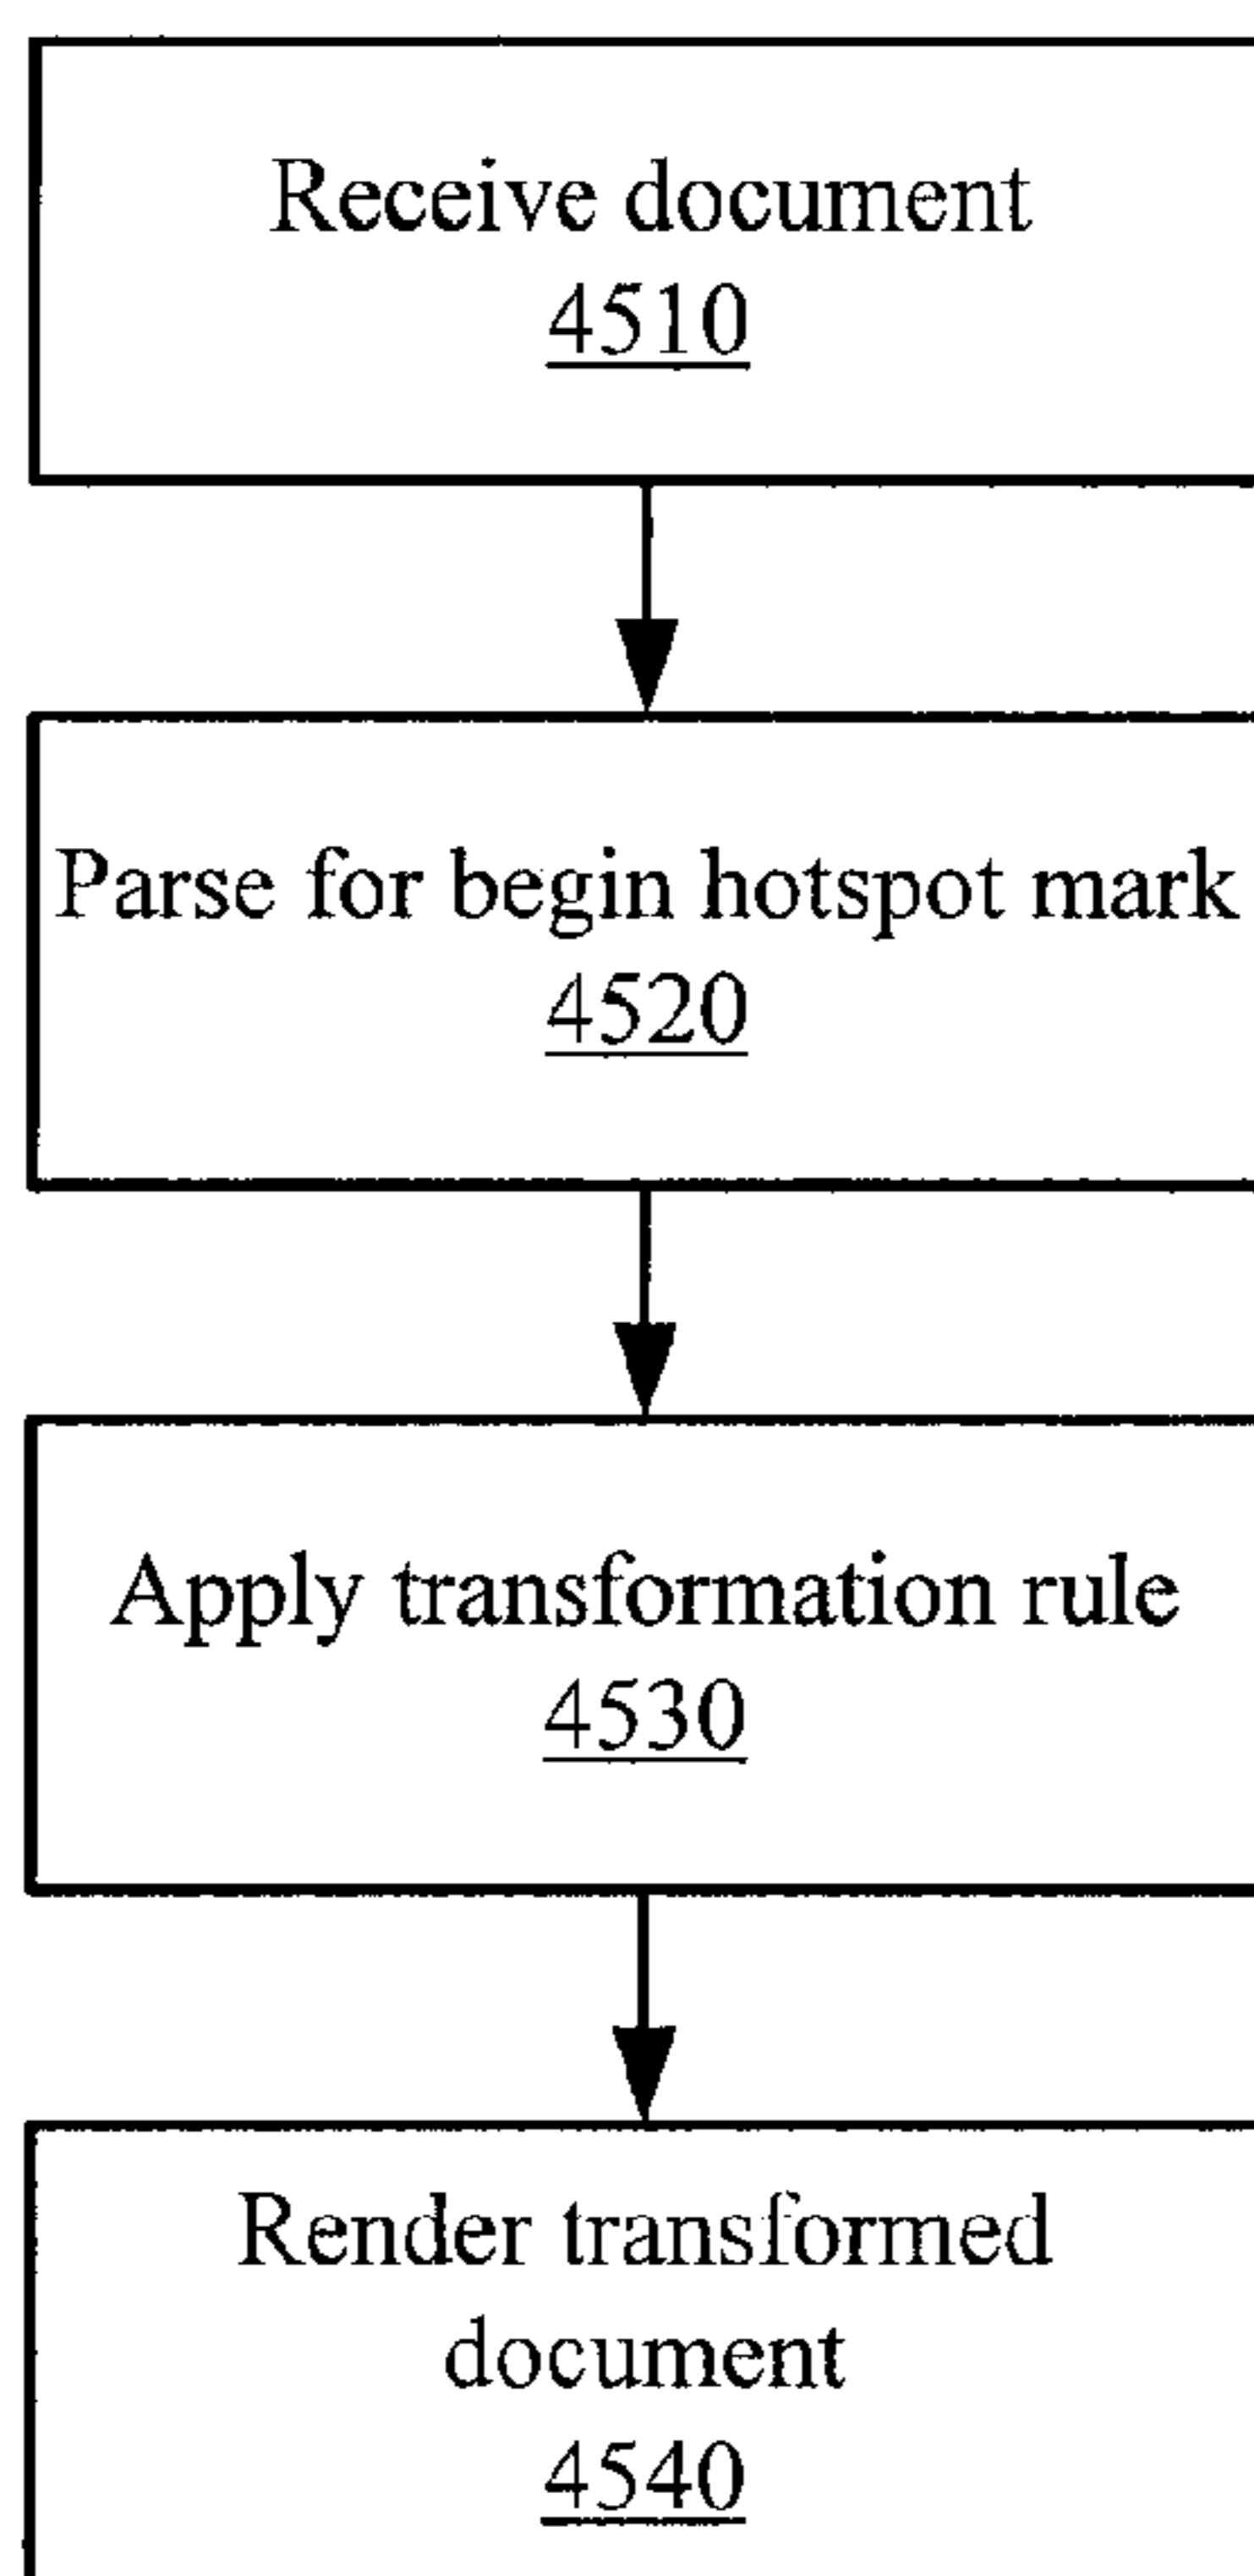 Receive document
4510
Parse for begin hotspot mark
4520
Apply transformation rule
4530
Render transformed
document
4540